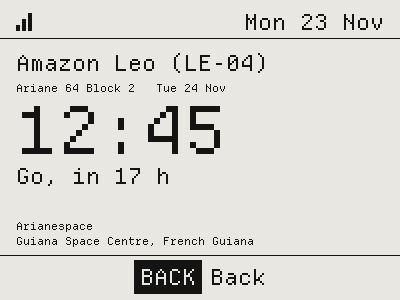 Mon 23 Nov
Amazon Leo (LE-04)
Ariane 64 Block 2   Tue 24 Nov
12:45
Go, in 17 h
Arianespace
Guiana Space Centre, French Guiana
BACK Back